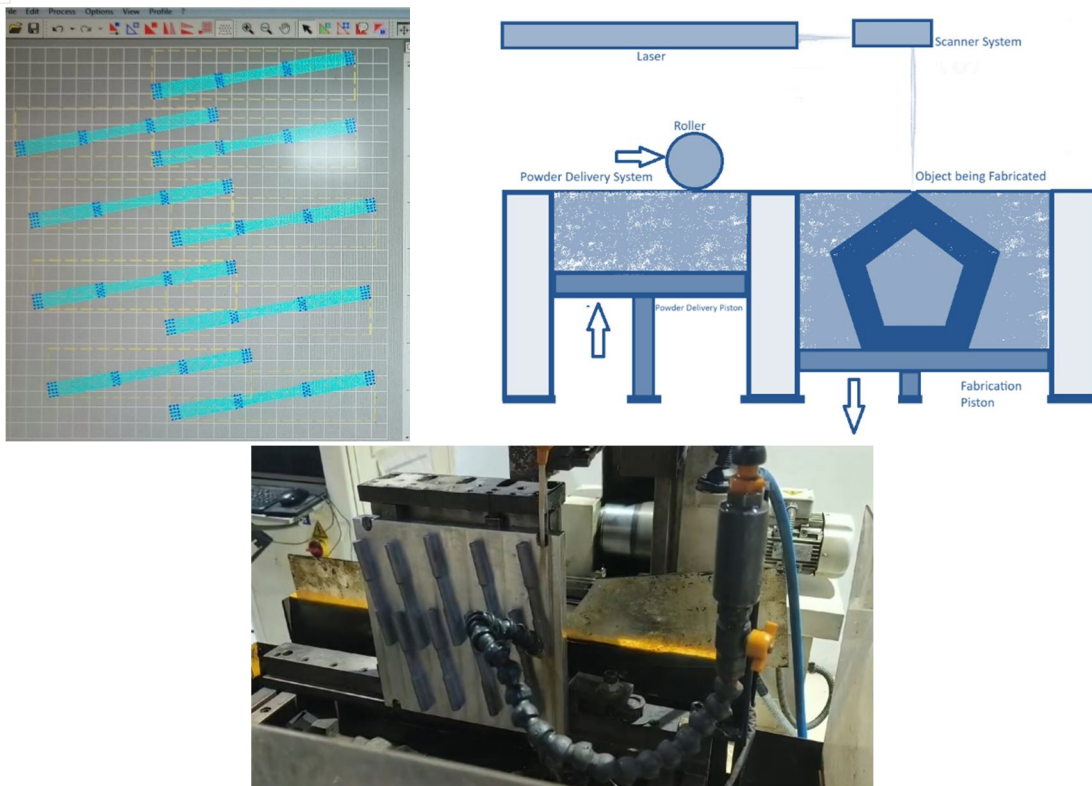 File Edit Process Options View Profile ?
Laser
Scanner System
Roller
Powder Delivery System
Object being Fabricated
Powder Delivery Piston
Fabrication
Piston